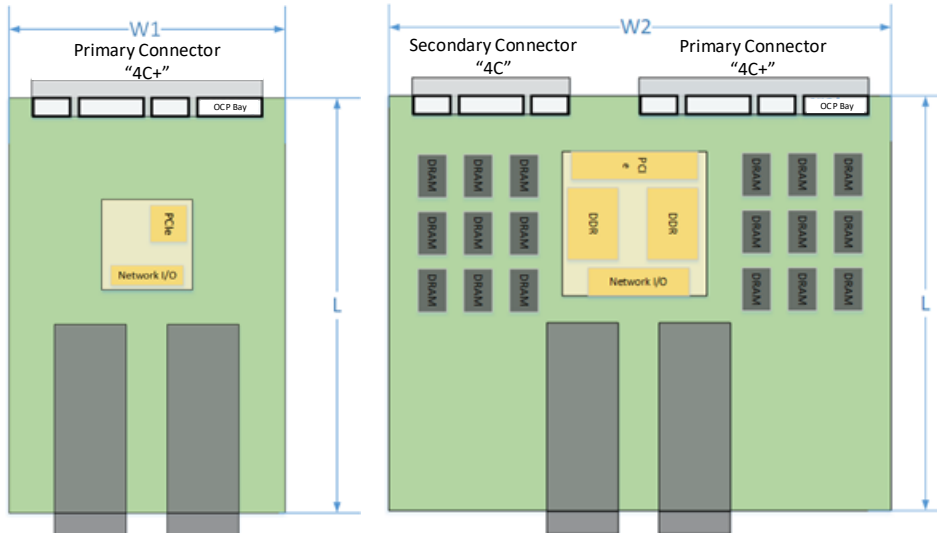 W1
Primary Connector
“4C+”
OCP Bay
PCIe
Network I/O
L
W2
Secondary Connector
“4C”
Primary Connector
“4C+”
OCP Bay
DRAM DRAM DRAM
DRAM DRAM DRAM
DRAM DRAM DRAM
PCI
e
DDR DDR
Network I/O
DRAM DRAM DRAM
DRAM DRAM DRAM
DRAM DRAM DRAM
L